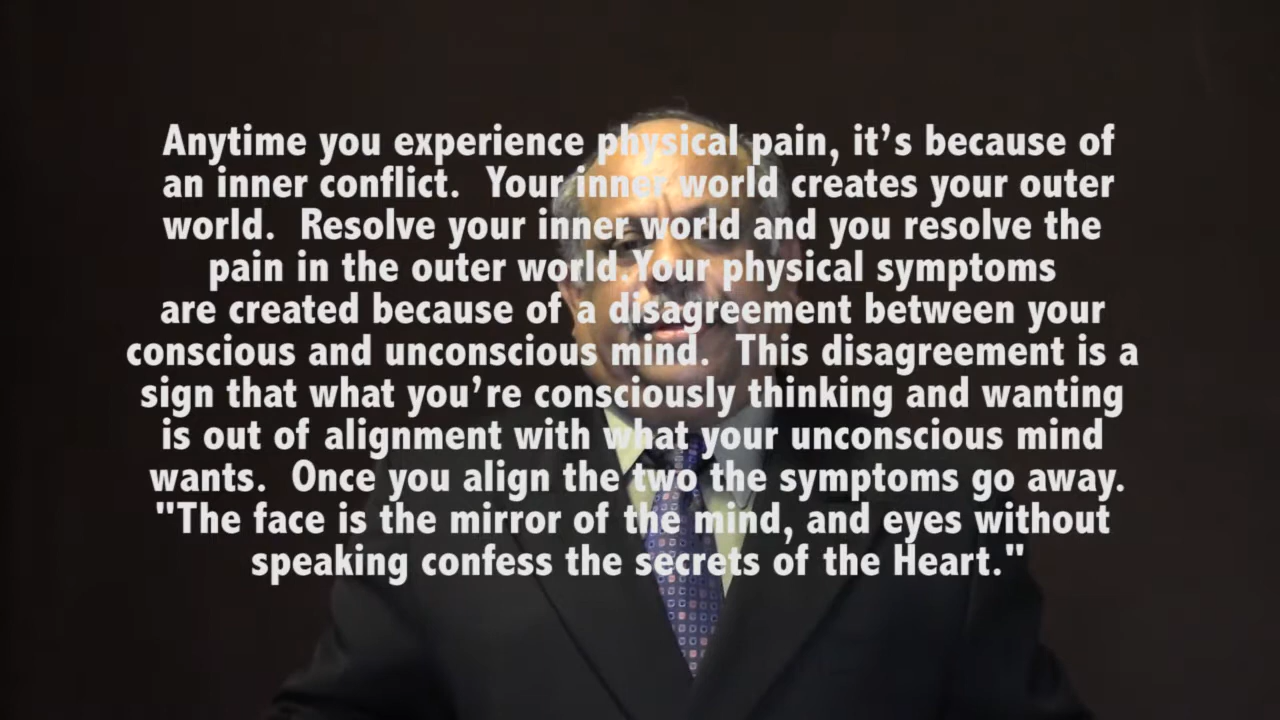 Anytime you experience physical pain, it’s because of
an inner conflict.  Your inner world creates your outer
world.  Resolve your inner world and you resolve the
pain in the outer world.Your physical symptoms
are created because of a disagreement between your
conscious and unconscious mind.  This disagreement is a
sign that what you’re consciously thinking and wanting
is out of alignment with what your unconscious mind
wants.  Once you align the two the symptoms go away.
"The face is the mirror of the mind, and eyes without
speaking confess the secrets of the Heart."